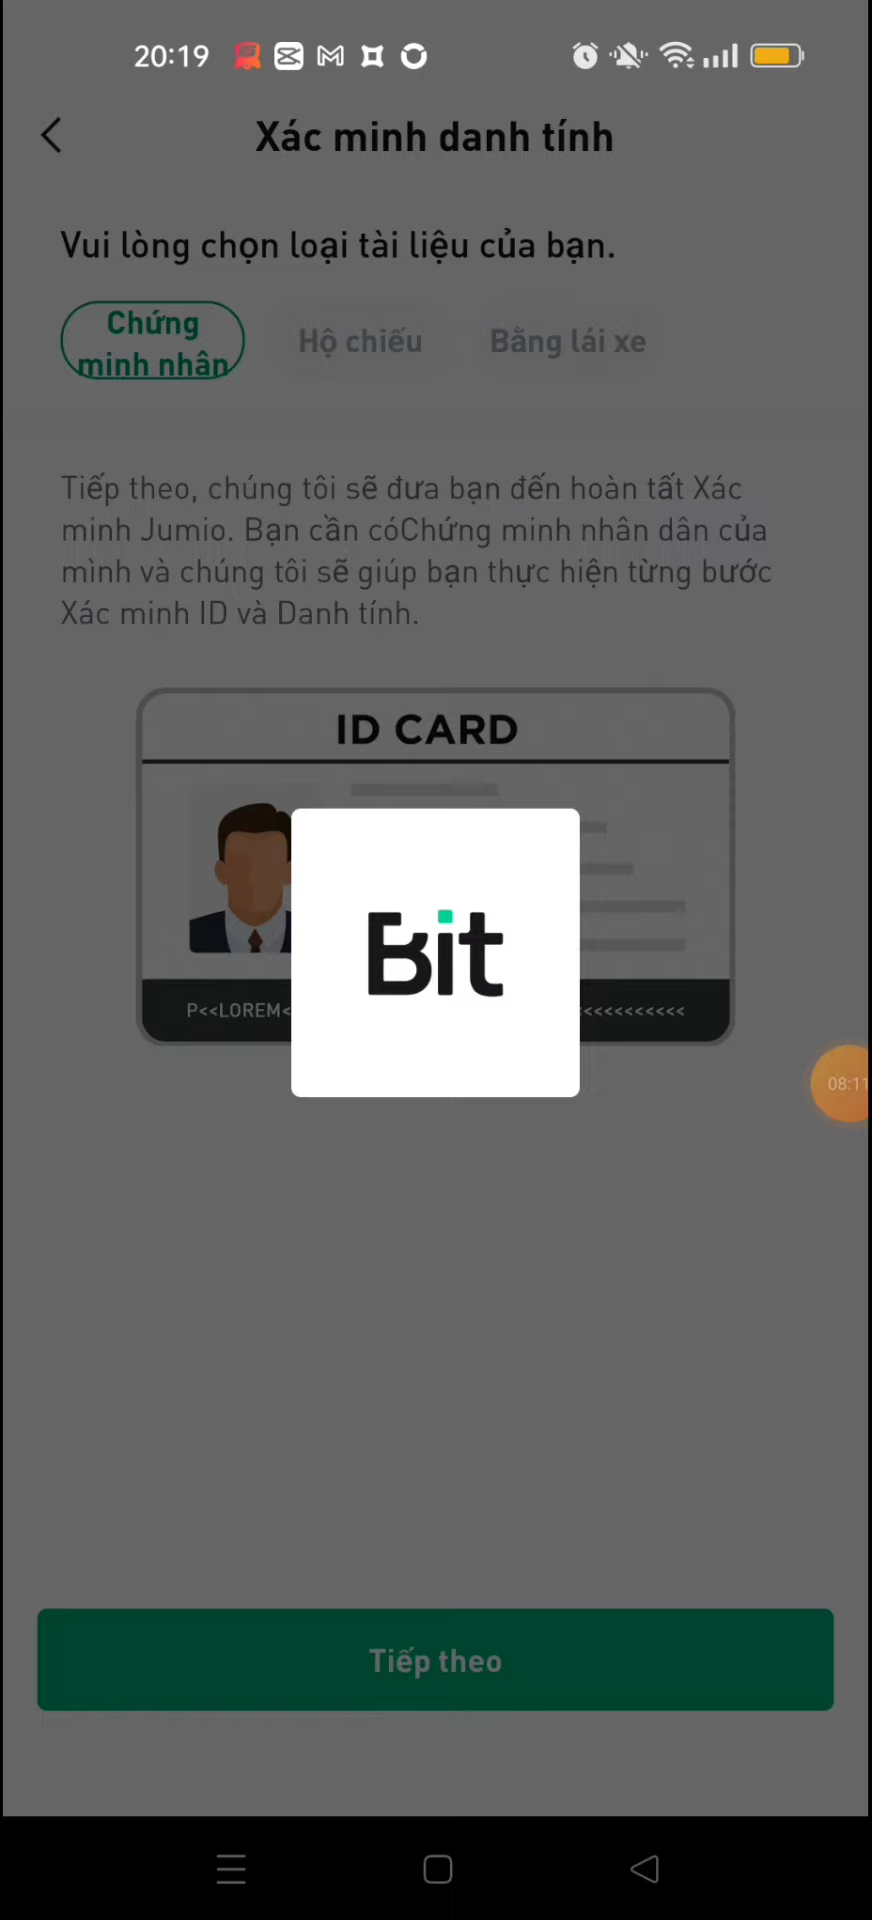 20:19
Xác minh danh tính
Vui lòng chọn loại tài liệu của bạn.
Chứng
minh nhân
Hộ chiếu
Bằng lái xe
Tiếp theo, chúng tôi sẽ đưa bạn đến hoàn tất Xác
minh Jumio. Bạn cần cóChứng minh nhân dân của
mình và chúng tôi sẽ giúp bạn thực hiện từng bước
Xác minh ID và Danh tính.
ID CARD
Bit
P<<LOREM< <<<<<<<<<<<
08:11
Tiếp theo